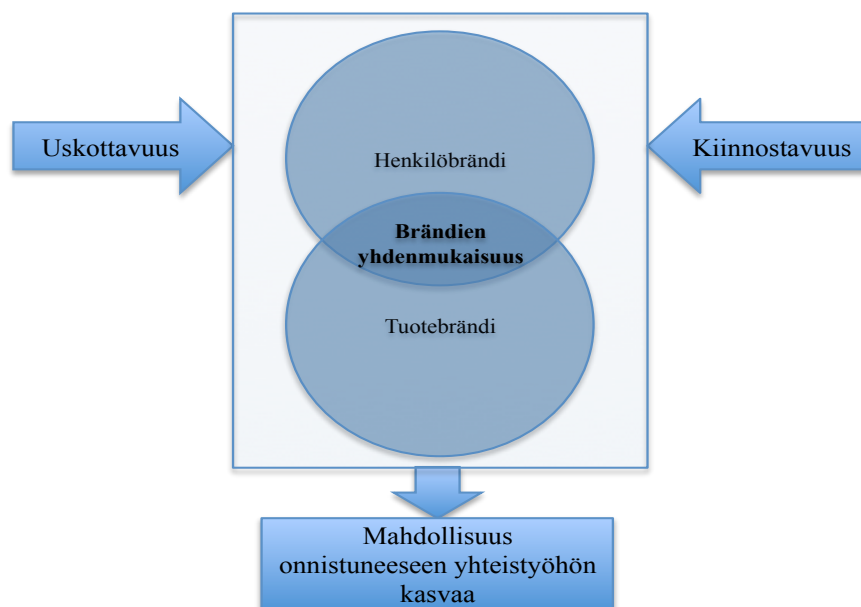 Uskottavuus
Henkilöbrändi
Kiinnostavuus
Brändien
yhdenmukaisuus
Tuotebrändi
Mahdollisuus
onnistuneeseen yhteistyöhön
kasvaa